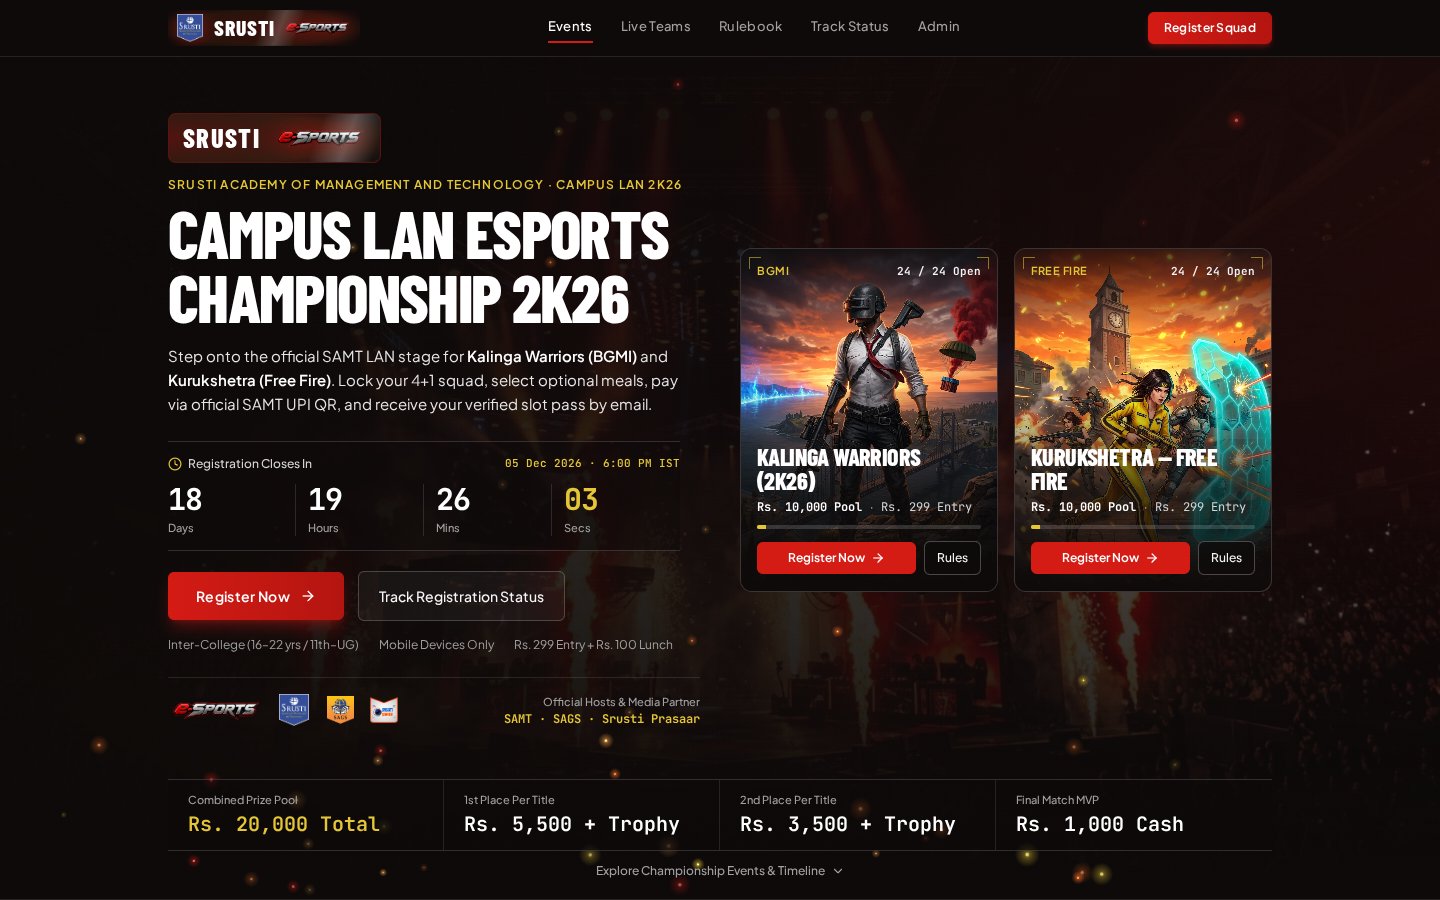 SRUSTI e-SPORTS
Events Live Teams Rulebook Track Status Admin
Register Squad
SRUSTI e-SPORTS
SRUSTI ACADEMY OF MANAGEMENT AND TECHNOLOGY · CAMPUS LAN 2K26
CAMPUS LAN ESPORTS
CHAMPIONSHIP 2K26
Step onto the official SAMT LAN stage for Kalinga Warriors (BGMI) and
Kurukshetra (Free Fire). Lock your 4+1 squad, select optional meals, pay
via official SAMT UPI QR, and receive your verified slot pass by email.
Registration Closes In 05 Dec 2026 · 6:00 PM IST
18 19 26 03
Days Hours Mins Secs
Register Now → Track Registration Status
Inter-College (16–22 yrs / 11th–UG) Mobile Devices Only Rs. 299 Entry + Rs. 100 Lunch
e-SPORTS SRUSTI SAGS
Official Hosts & Media Partner
SAMT · SAGS · Srusti Prasaar
BGMI 24 / 24 Open
KALINGA WARRIORS
(2K26)
Rs. 10,000 Pool · Rs. 299 Entry
Register Now → Rules
FREE FIRE 24 / 24 Open
KURUKSHETRA — FREE
FIRE
Rs. 10,000 Pool · Rs. 299 Entry
Register Now → Rules
Combined Prize Pool
Rs. 20,000 Total
1st Place Per Title
Rs. 5,500 + Trophy
2nd Place Per Title
Rs. 3,500 + Trophy
Final Match MVP
Rs. 1,000 Cash
Explore Championship Events & Timeline